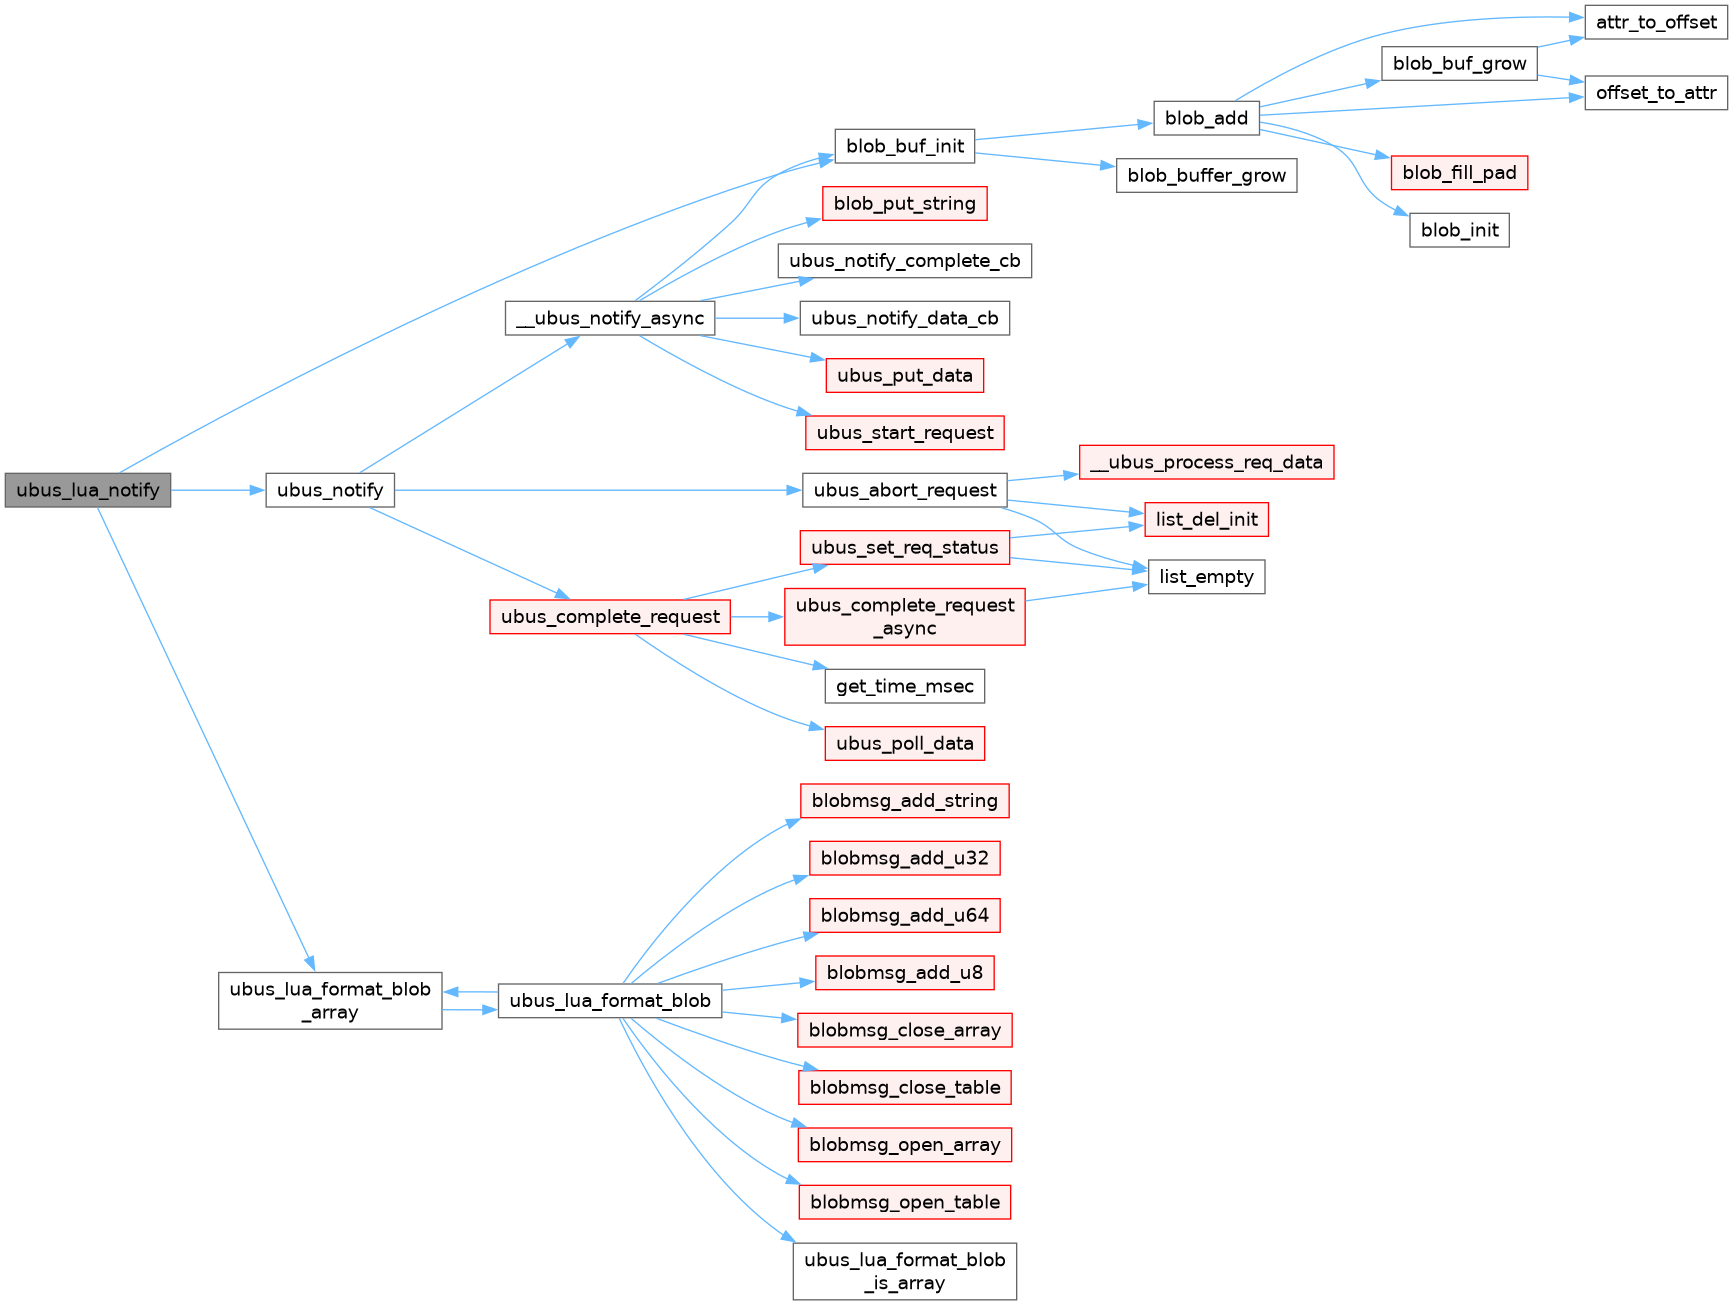 attr_to_offset
blob_buf_grow
offset_to_attr
blob_add
blob_buf_init
blob_fill_pad
blob_buffer_grow
blob_put_string
blob_init
ubus_notify_complete_cb
__ubus_notify_async
ubus_notify_data_cb
ubus_put_data
ubus_start_request
__ubus_process_req_data
ubus_lua_notify
ubus_notify
ubus_abort_request
list_del_init
ubus_set_req_status
list_empty
ubus_complete_request
ubus_complete_request
_async
get_time_msec
ubus_poll_data
blobmsg_add_string
blobmsg_add_u32
blobmsg_add_u64
blobmsg_add_u8
ubus_lua_format_blob
_array
ubus_lua_format_blob
blobmsg_close_array
blobmsg_close_table
blobmsg_open_array
blobmsg_open_table
ubus_lua_format_blob
_is_array